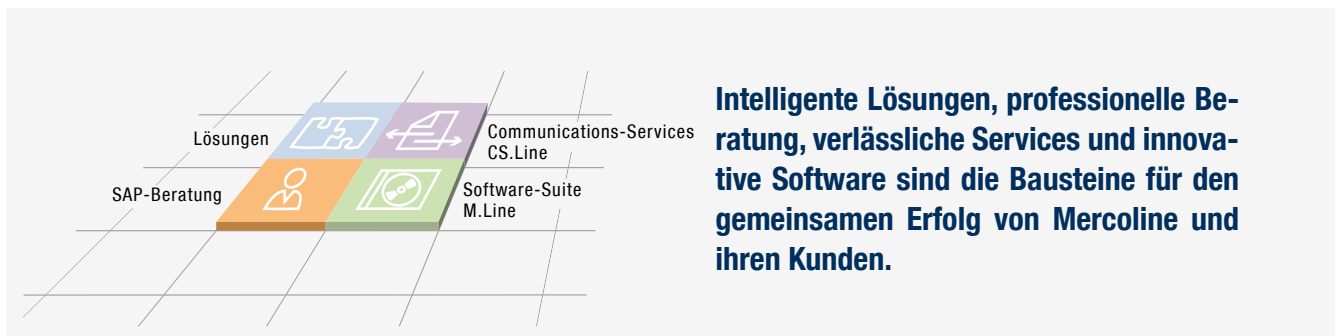 Lösungen
Communications-Services
CS.Line
SAP-Beratung
Software-Suite
M.Line
Intelligente Lösungen, professionelle Be-
ratung, verlässliche Services und innova-
tive Software sind die Bausteine für den
gemeinsamen Erfolg von Mercoline und
ihren Kunden.